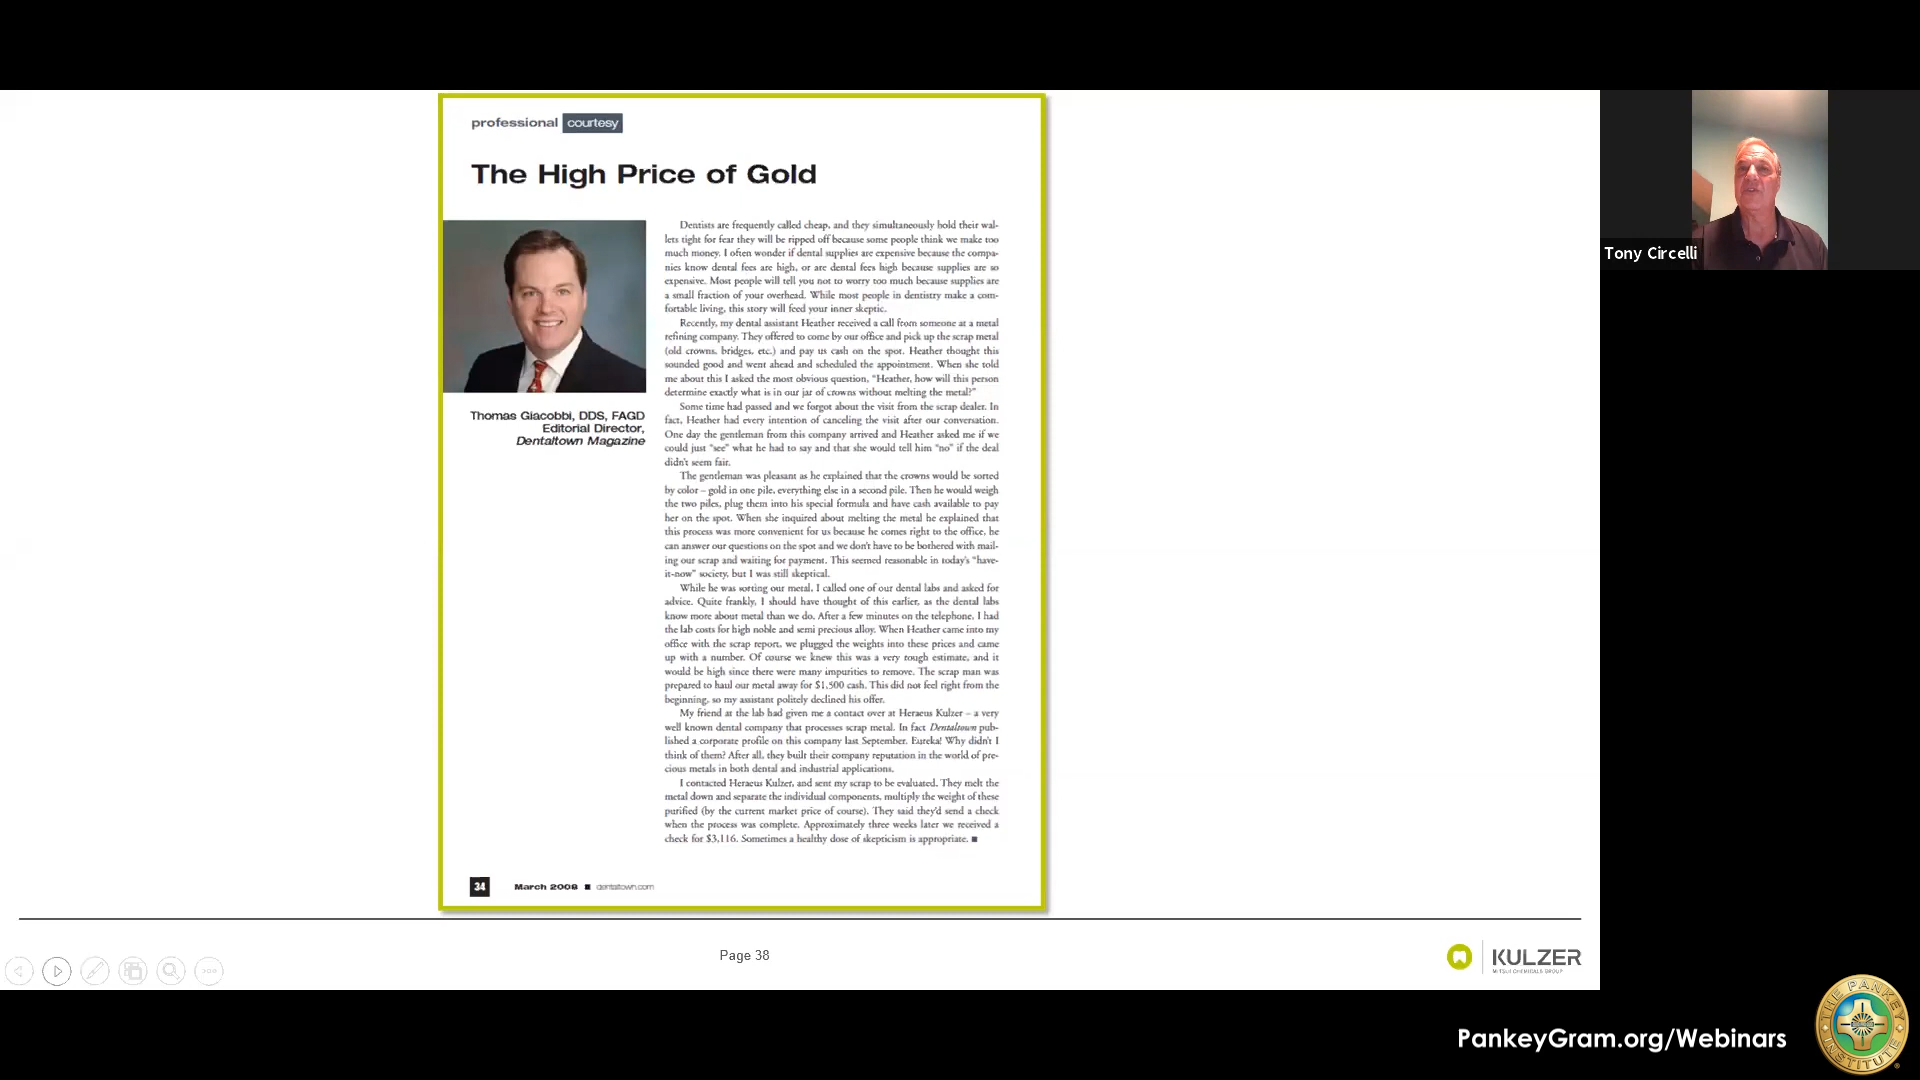 professional courtesy
The High Price of Gold
Dentists are frequently called cheap, and they simultaneously hold their wal-
lets tight for fear they will be ripped off because some people think we make too
much money. I often wonder if dental supplies are expensive because the compa-
nies know dental fees are high, or are dental fees high because supplies are so
expensive. Most people will tell you not to worry too much because supplies are
a small fraction of your overhead. While most people in dentistry make a com-
fortable living, this story will feed your inner skeptic.
Recently, my dental assistant Heather received a call from someone at a metal
refining company. They offered to come by our office and pick up the scrap metal
(old crowns, bridges, etc.) and pay us cash on the spot. Heather thought this
sounded good and went ahead and scheduled the appointment. When she told
me about this I asked the most obvious question, “Heather, how will this person
determine exactly what is in our jar of crowns without melting the metal?”
Some time had passed and we forgot about the visit from the scrap dealer. In
fact, Heather had every intention of canceling the visit after our conversation.
One day the gentleman from this company arrived and Heather asked me if we
could just “see” what he had to say and that she would tell him “no” if the deal
didn’t seem fair.
The gentleman was pleasant as he explained that the crowns would be sorted
by color – gold in one pile, everything else in a second pile. Then he would weigh
the two piles, plug them into his special formula and have cash available to pay
her on the spot. When she inquired about melting the metal he explained that
this process was more convenient for us because he comes right to the office, he
can answer our questions on the spot and we don’t have to be bothered with mail-
ing our scrap and waiting for payment. This seemed reasonable in today’s “have-
it-now” society, but I was still skeptical.
While he was sorting our metal, I called one of our dental labs and asked for
advice. Quite frankly, I should have thought of this earlier, as the dental labs
know more about metal than we do. After a few minutes on the telephone, I had
the lab costs for high noble and semi precious alloy. When Heather came into my
office with the scrap report, we plugged the weights into these prices and came
up with a number. Of course we knew this was a very rough estimate, and it
would be high since there were many impurities to remove. The scrap man was
prepared to haul our metal away for $1,500 cash. This did not feel right from the
beginning, so my assistant politely declined his offer.
My friend at the lab had given me a contact over at Heraeus Kulzer – a very
well known dental company that processes scrap metal. In fact Dentaltown pub-
lished a corporate profile on this company last September. Eureka! Why didn’t I
think of them? After all, they built their company reputation in the world of pre-
cious metals in both dental and industrial applications.
I contacted Heraeus Kulzer, and sent my scrap to be evaluated. They melt the
metal down and separate the individual components, multiply the weight of these
purified (by the current market price of course). They said they’d send a check
when the process was complete. Approximately three weeks later we received a
check for $3,116. Sometimes a healthy dose of skepticism is appropriate. ■
Thomas Giacobbi, DDS, FAGD
Editorial Director,
Dentaltown Magazine
34 March 2008 ■ dentaltown.com
Page 38
KULZER
MITSUI CHEMICALS GROUP
Tony Circelli
PankeyGram.org/Webinars
THE PANKEY
INSTITUTE